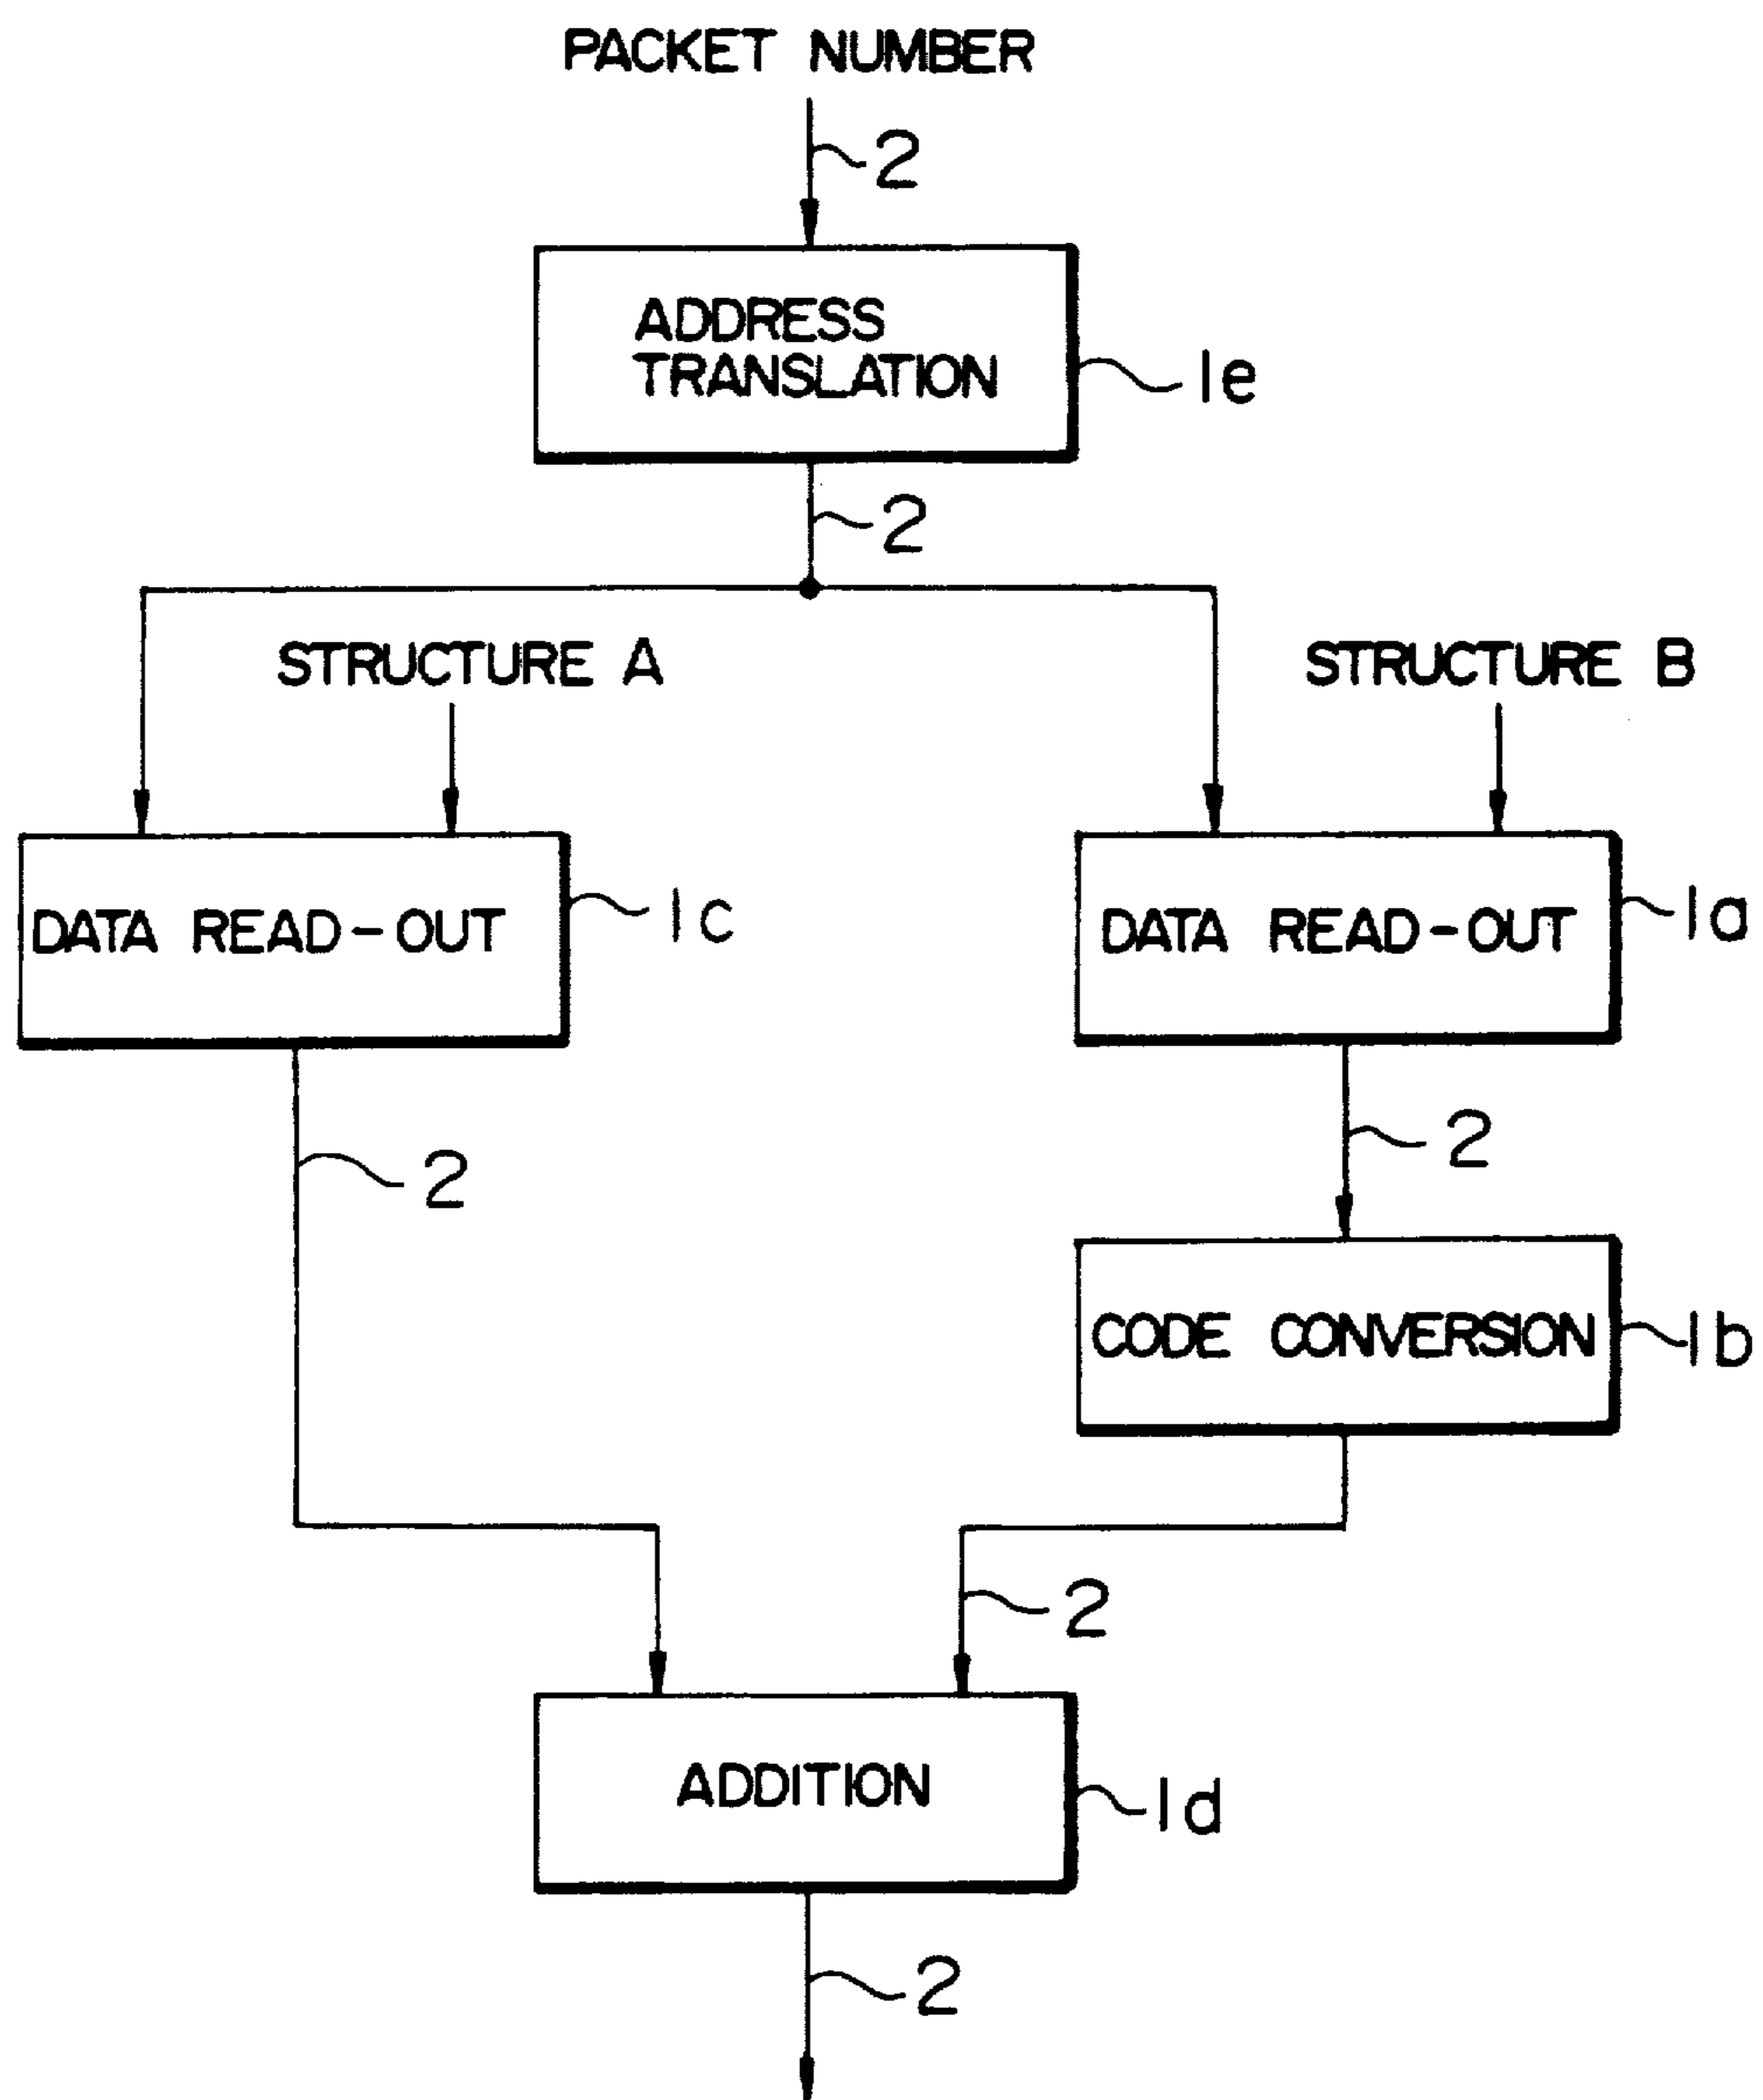 PACKET NUMBER
2
ADDRESS
TRANSLATION
1e
2
STRUCTURE A
STRUCTURE B
DATA READ-OUT
1c
DATA READ-OUT
1a
2
2
CODE CONVERSION
1b
2
ADDITION
1d
2